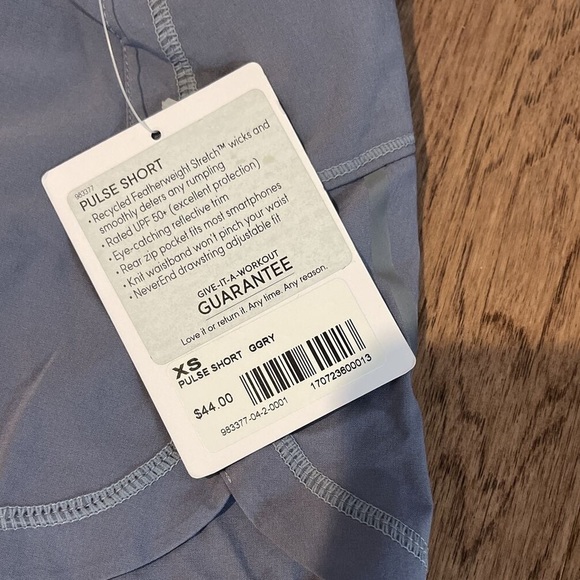 983377
PULSE SHORT
• Recycled Featherweight Stretch™ wicks and
smoothly deters any rumpling
• Rated UPF 50+ (excellent protection)
• Eye-catching reflective trim
• Rear zip pocket fits most smartphones
• Knit waistband won't pinch your waist
• NeverEnd drawstring adjustable fit
GIVE-IT-A-WORKOUT
GUARANTEE
Love it or return it. Any time. Any reason.
XS
PULSE SHORT GGRY
$44.00
983377-04-2-0001
170723600013